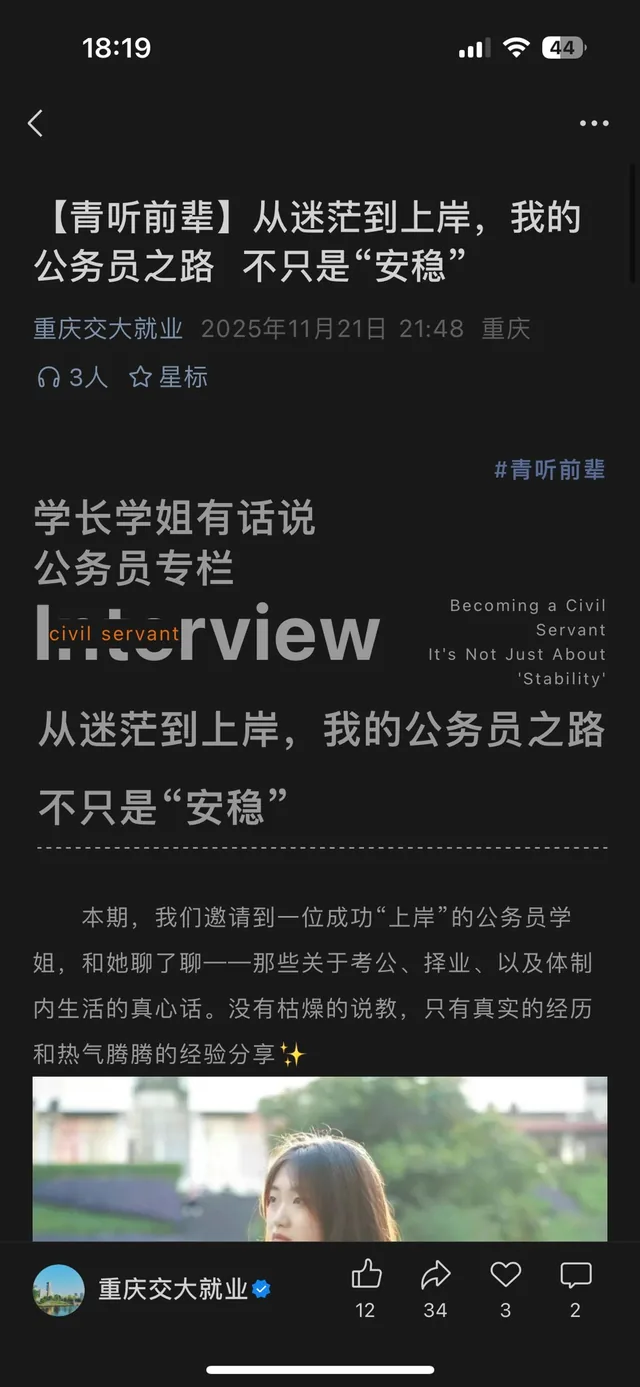 18:19
44
【青听前辈】从迷茫到上岸，我的
公务员之路 不只是“安稳”
重庆交大就业 2025年11月21日 21:48 重庆
3人 星标
#青听前辈
学长学姐有话说
公务员专栏
Interview
civil servant
Becoming a Civil
Servant
It's Not Just About
'Stability'
从迷茫到上岸，我的公务员之路
不只是“安稳”
本期，我们邀请到一位成功“上岸”的公务员学
姐，和她聊了聊——那些关于考公、择业、以及体制
内生活的真心话。没有枯燥的说教，只有真实的经历
和热气腾腾的经验分享✨
重庆交大就业
12
34
3
2